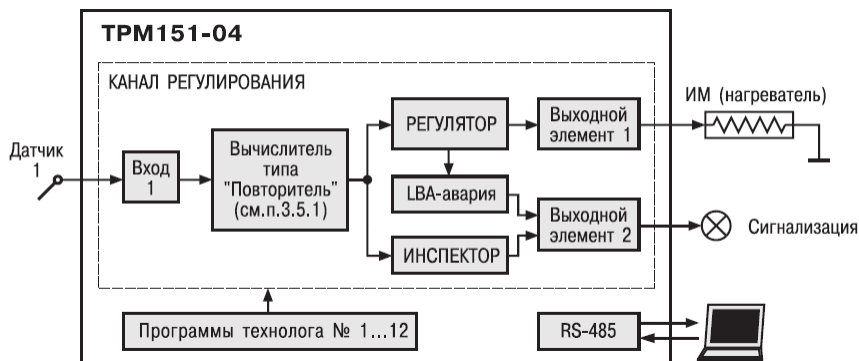 ТРМ151-04
КАНАЛ РЕГУЛИРОВАНИЯ
Датчик
1
Вход
1
Вычислитель
типа
"Повторитель"
(см.п.3.5.1)
РЕГУЛЯТОР
LBA-авария
ИНСПЕКТОР
Выходной
элемент 1
Выходной
элемент 2
ИМ (нагреватель)
Сигнализация
Программы технолога № 1...12
RS-485